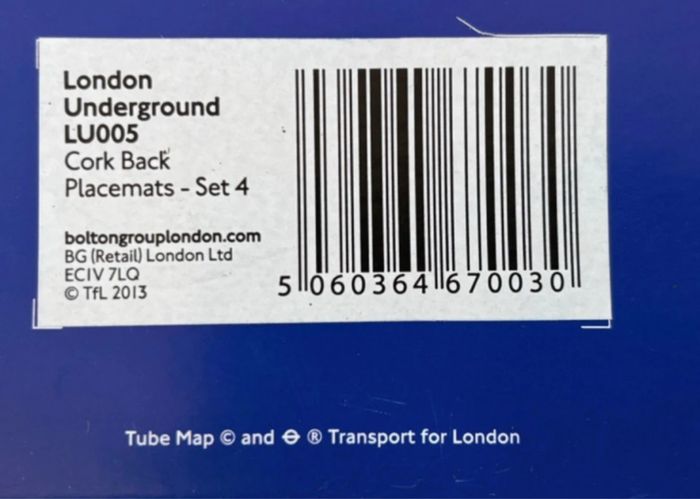 London
Underground
LU005
Cork Back
Placemats - Set 4
boltongrouplondon.com
BG (Retail) London Ltd
EC1V 7LQ
© TfL 2013
5 060364 670030
Tube Map © and ® Transport for London